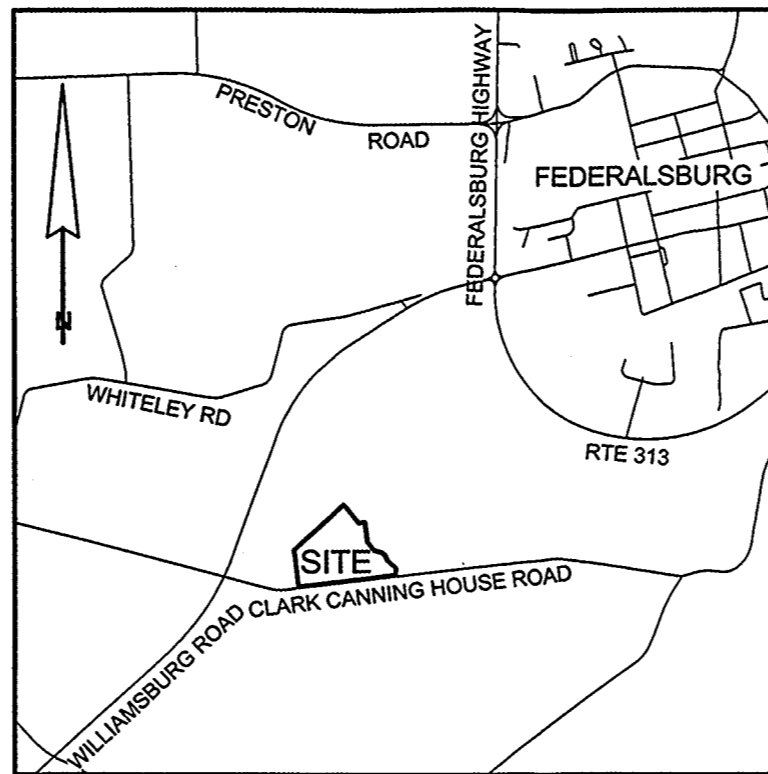 PRESTON
ROAD
FEDERALSBURG HIGHWAY
FEDERALSBURG
N
WHITELEY RD
RTE 313
SITE
CLARK CANNING HOUSE ROAD
WILLIAMSBURG ROAD